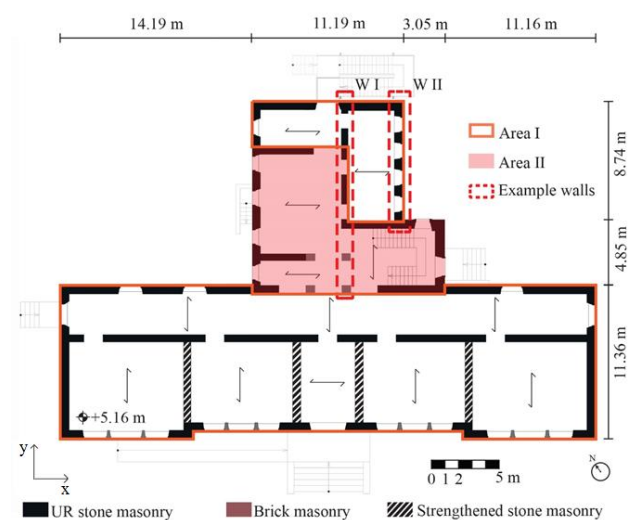 14.19 m 11.19 m 3.05 m 11.16 m
W I W II
Area I
Area II
Example walls
8.74 m
4.85 m
11.36 m
+5.16 m
y
x
0 1 2 5 m
N
UR stone masonry Brick masonry Strengthened stone masonry